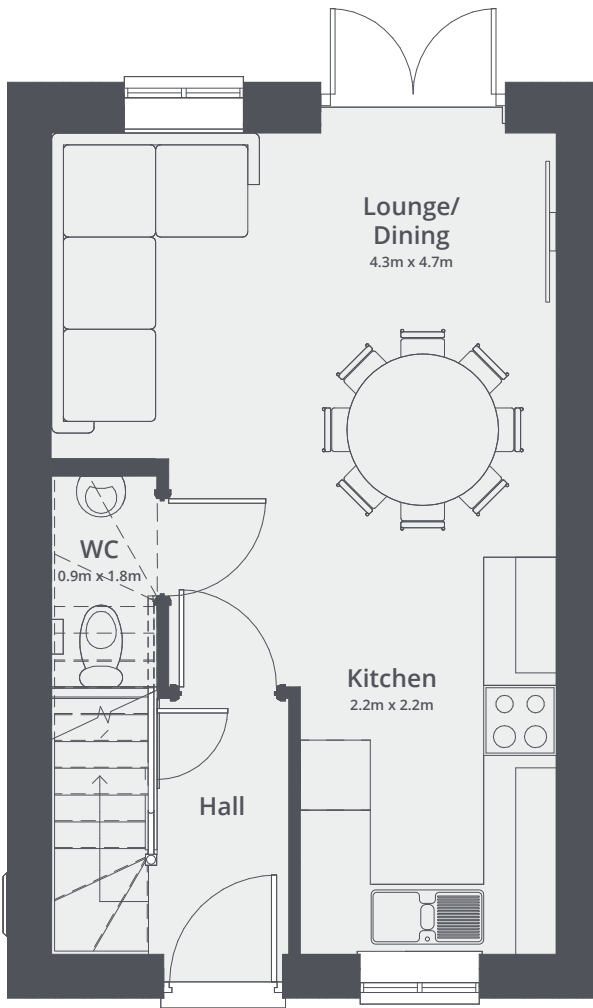 Lounge/
Dining
4.3m x 4.7m
WC
0.9m x 1.8m
Kitchen
2.2m x 2.2m
Hall